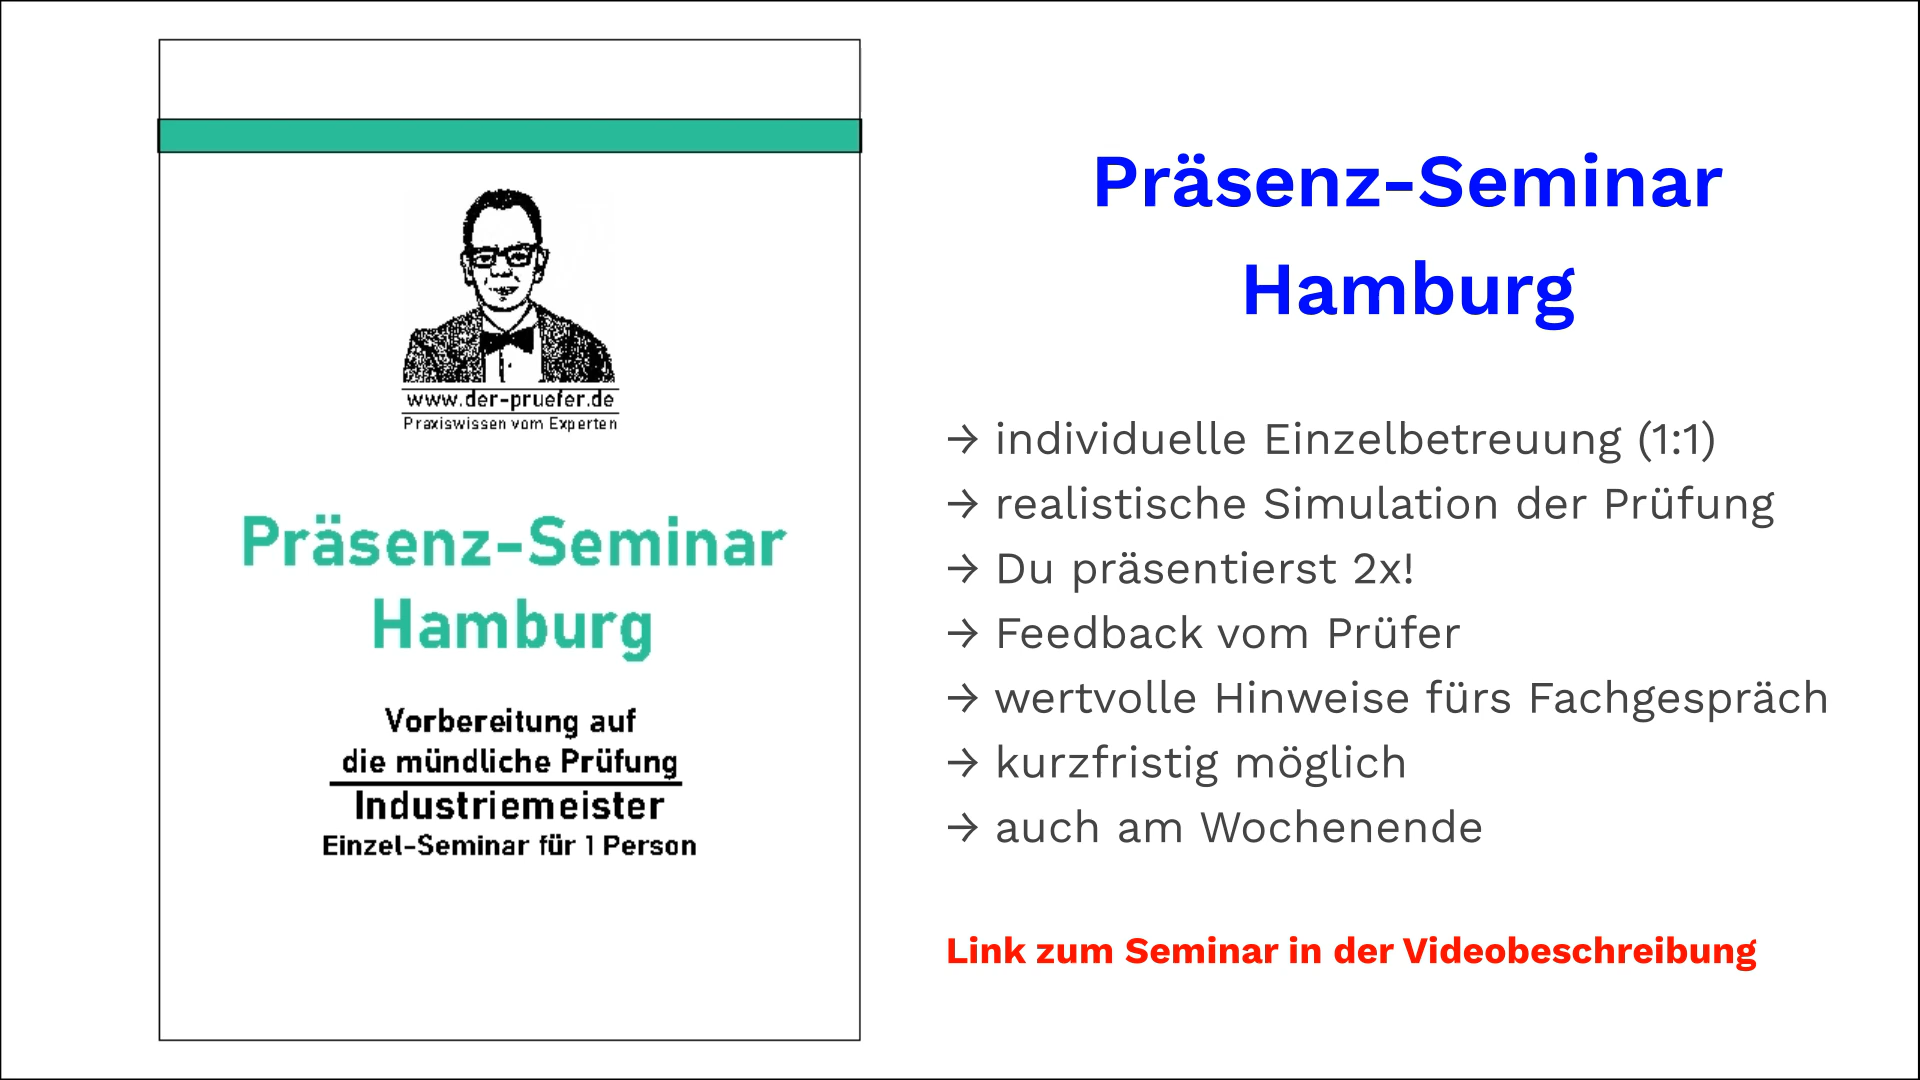 www.der-pruefer.de
Praxiswissen vom Experten
Präsenz-Seminar
Hamburg
Vorbereitung auf
die mündliche Prüfung
Industriemeister
Einzel-Seminar für 1 Person
Präsenz-Seminar
Hamburg
→ individuelle Einzelbetreuung (1:1)
→ realistische Simulation der Prüfung
→ Du präsentierst 2x!
→ Feedback vom Prüfer
→ wertvolle Hinweise fürs Fachgespräch
→ kurzfristig möglich
→ auch am Wochenende
Link zum Seminar in der Videobeschreibung